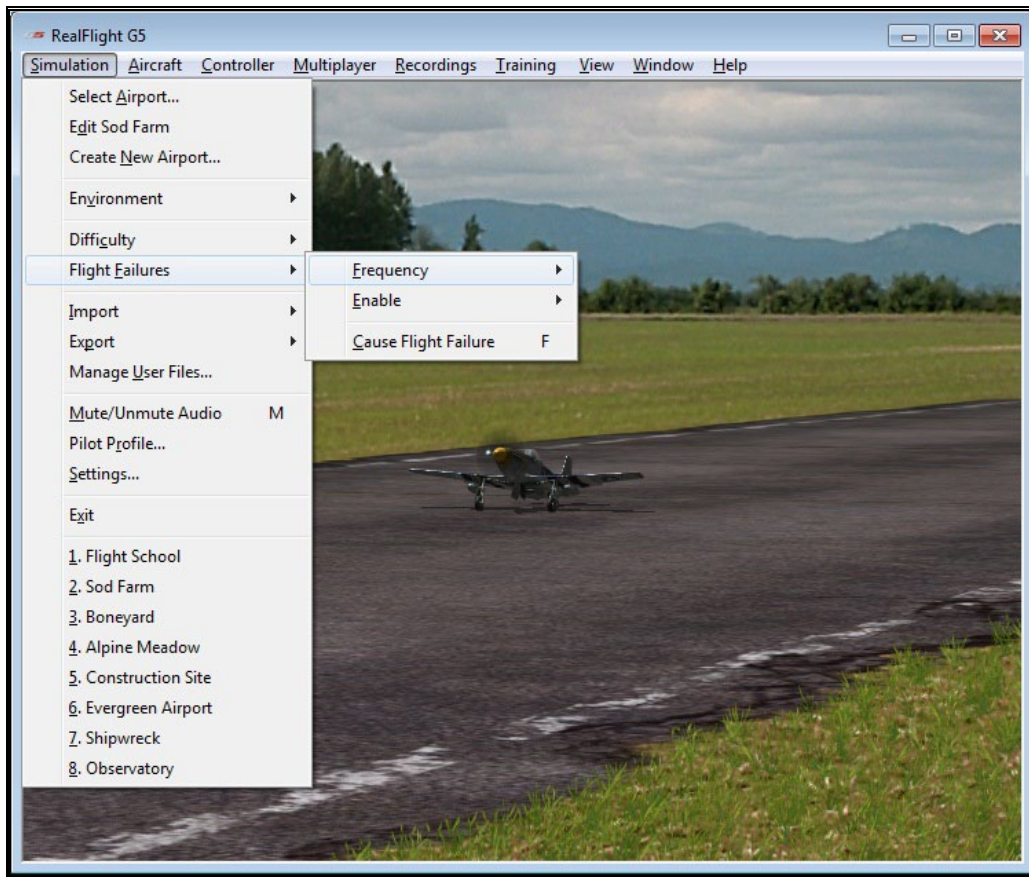 RealFlight G5
Simulation Aircraft Controller Multiplayer Recordings Training View Window Help
Select Airport...
Edit Sod Farm
Create New Airport...
Environment
Difficulty
Flight Failures
Import
Export
Manage User Files...
Mute/Unmute Audio M
Pilot Profile...
Settings...
Exit
1. Flight School
2. Sod Farm
3. Boneyard
4. Alpine Meadow
5. Construction Site
6. Evergreen Airport
7. Shipwreck
8. Observatory
Frequency
Enable
Cause Flight Failure F